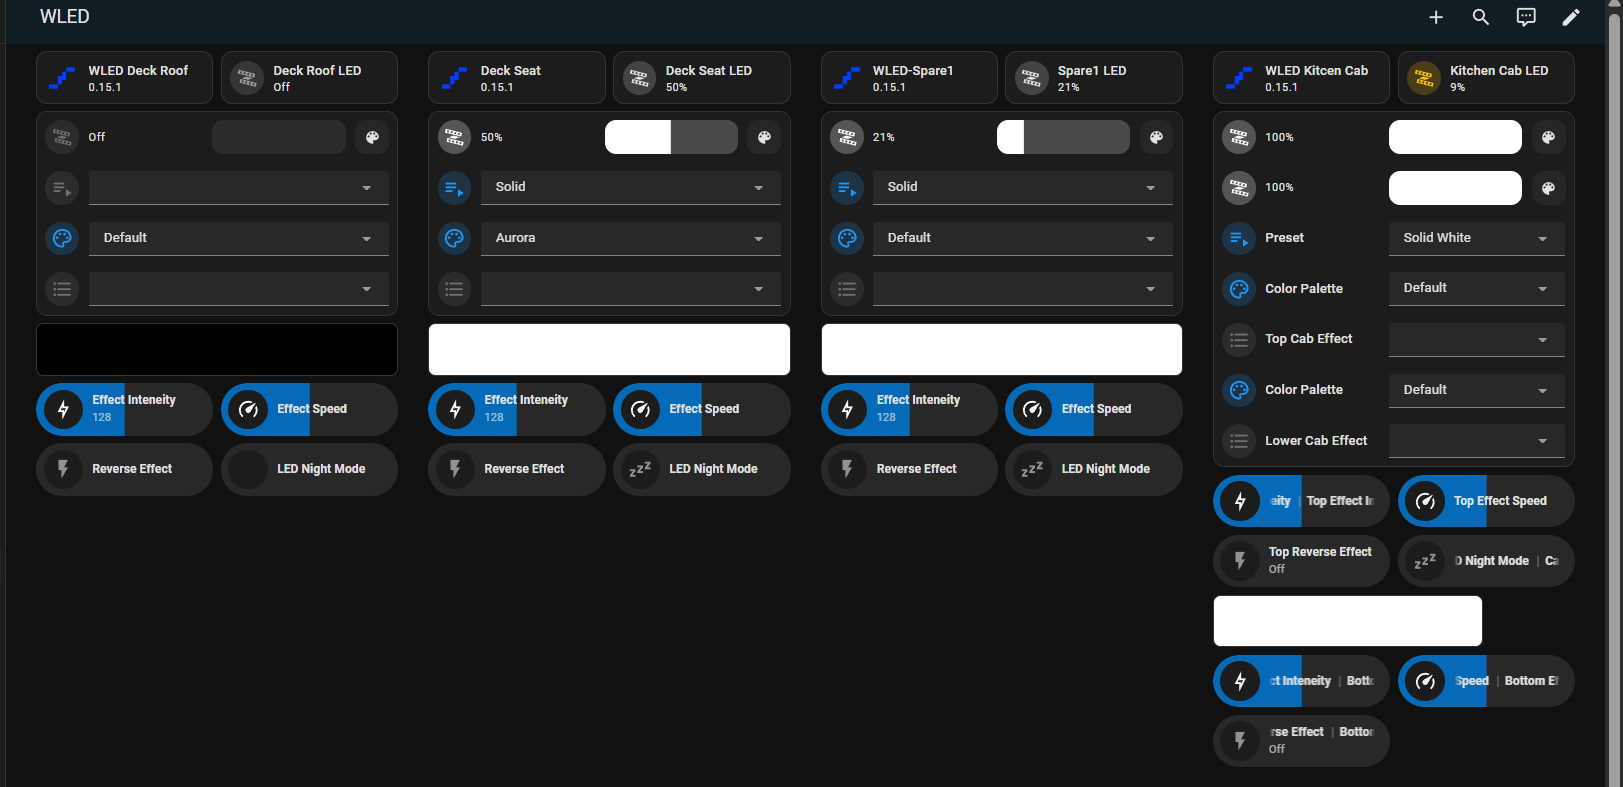 WLED
WLED Deck Roof
0.15.1
Deck Roof LED
Off
Off
Default
Effect Inteneity
128
Effect Speed
Reverse Effect
LED Night Mode
Deck Seat
0.15.1
Deck Seat LED
50%
50%
Solid
Aurora
Effect Inteneity
128
Effect Speed
Reverse Effect
zzz
LED Night Mode
WLED-Spare1
0.15.1
Spare1 LED
21%
21%
Solid
Default
Effect Inteneity
128
Effect Speed
Reverse Effect
zzz
LED Night Mode
WLED Kitcen Cab
0.15.1
Kitchen Cab LED
9%
100%
100%
Preset
Solid White
Color Palette
Default
Top Cab Effect
Color Palette
Default
Lower Cab Effect
eity | Top Effect In
Top Effect Speed
Top Reverse Effect
Off
zzz
D Night Mode | Ca
ct Inteneity | Bott
Speed | Bottom Ef
rse Effect | Bottor
Off